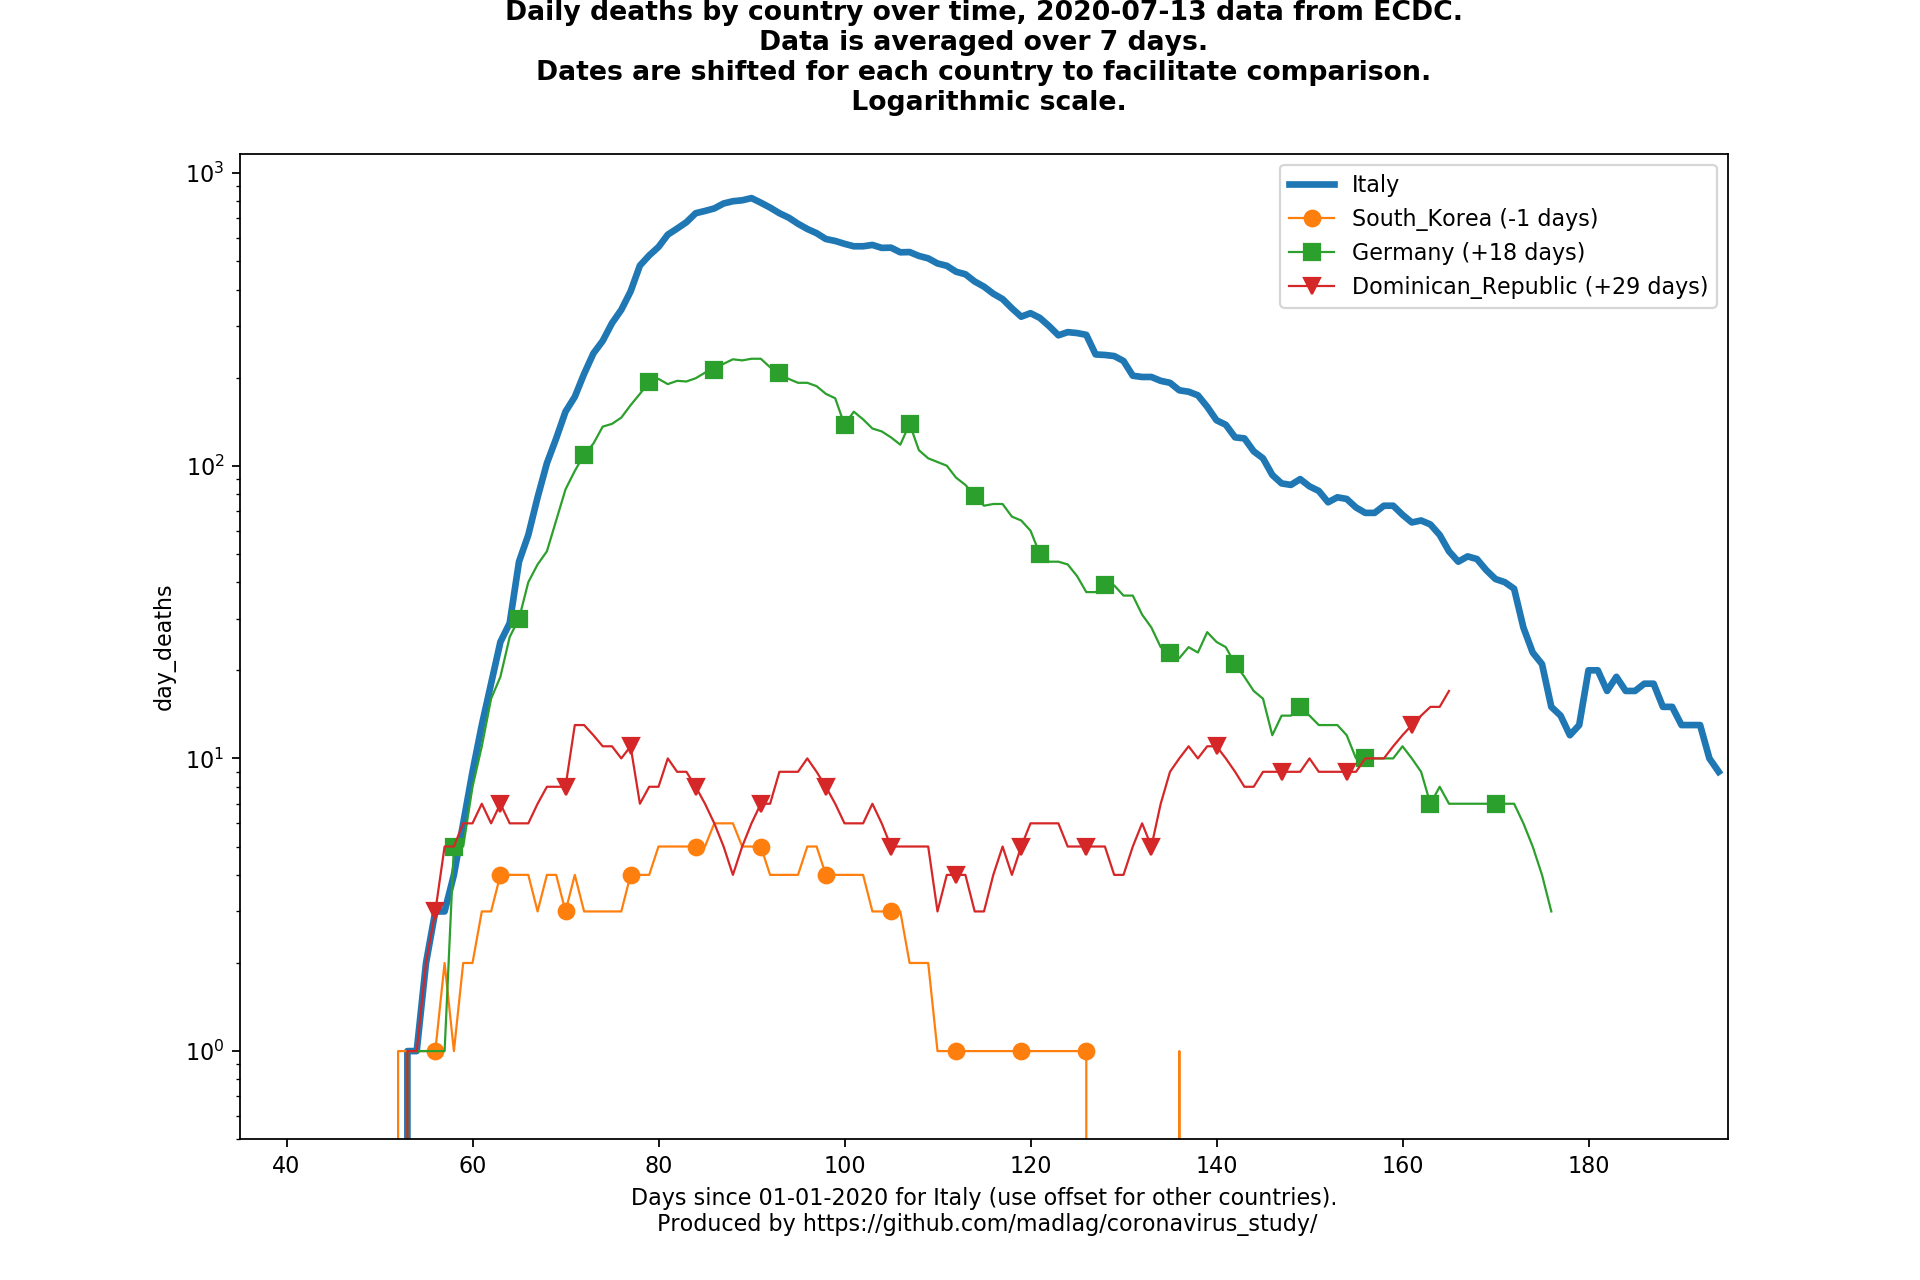 Daily deaths by country over time, 2020-07-13 data from ECDC.
Data is averaged over 7 days.
Dates are shifted for each country to facilitate comparison.
Logarithmic scale.
10³
10²
10¹
10⁰
day_deaths
Italy
South_Korea (-1 days)
Germany (+18 days)
Dominican_Republic (+29 days)
40 60 80 100 120 140 160 180
Days since 01-01-2020 for Italy (use offset for other countries).
Produced by https://github.com/madlag/coronavirus_study/